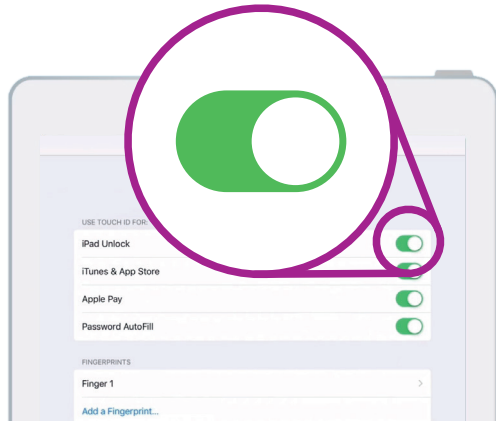 USE TOUCH ID FOR:
iPad Unlock
iTunes & App Store
Apple Pay
Password AutoFill
FINGERPRINTS
Finger 1
Add a Fingerprint...